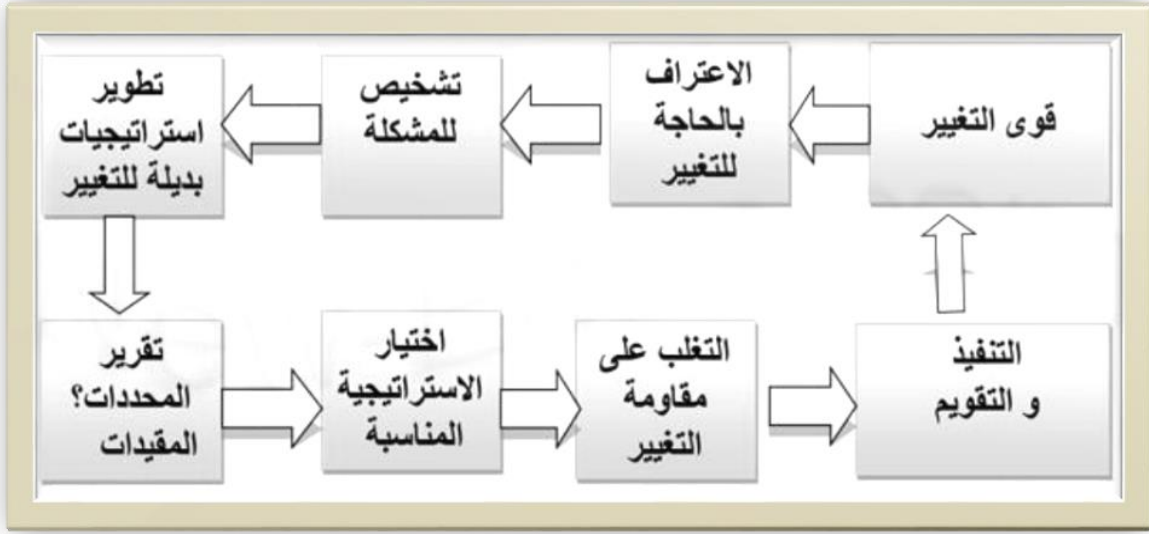 قوى التغيير
الاعتراف
بالحاجة
للتغيير
تشخيص
للمشكلة
تطوير
استراتيجيات
بديلة للتغيير
تقرير
المحددات؟
المقيدات
اختيار
الاستراتيجية
المناسبة
التغلب على
مقاومة
التغيير
التنفيذ
و التقويم